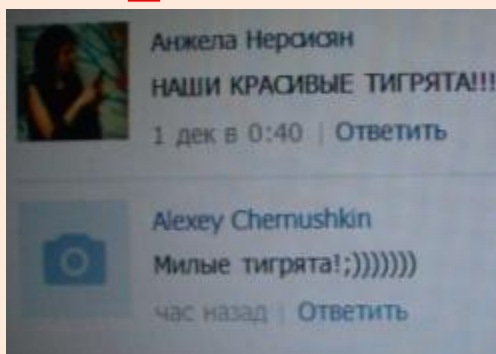 Анжела Нерсисян
НАШИ КРАСИВЫЕ ТИГРЯТА!!!
1 дек в 0:40 | Ответить
Alexey Chernushkin
Милые тигрята!;)))))))
час назад | Ответить